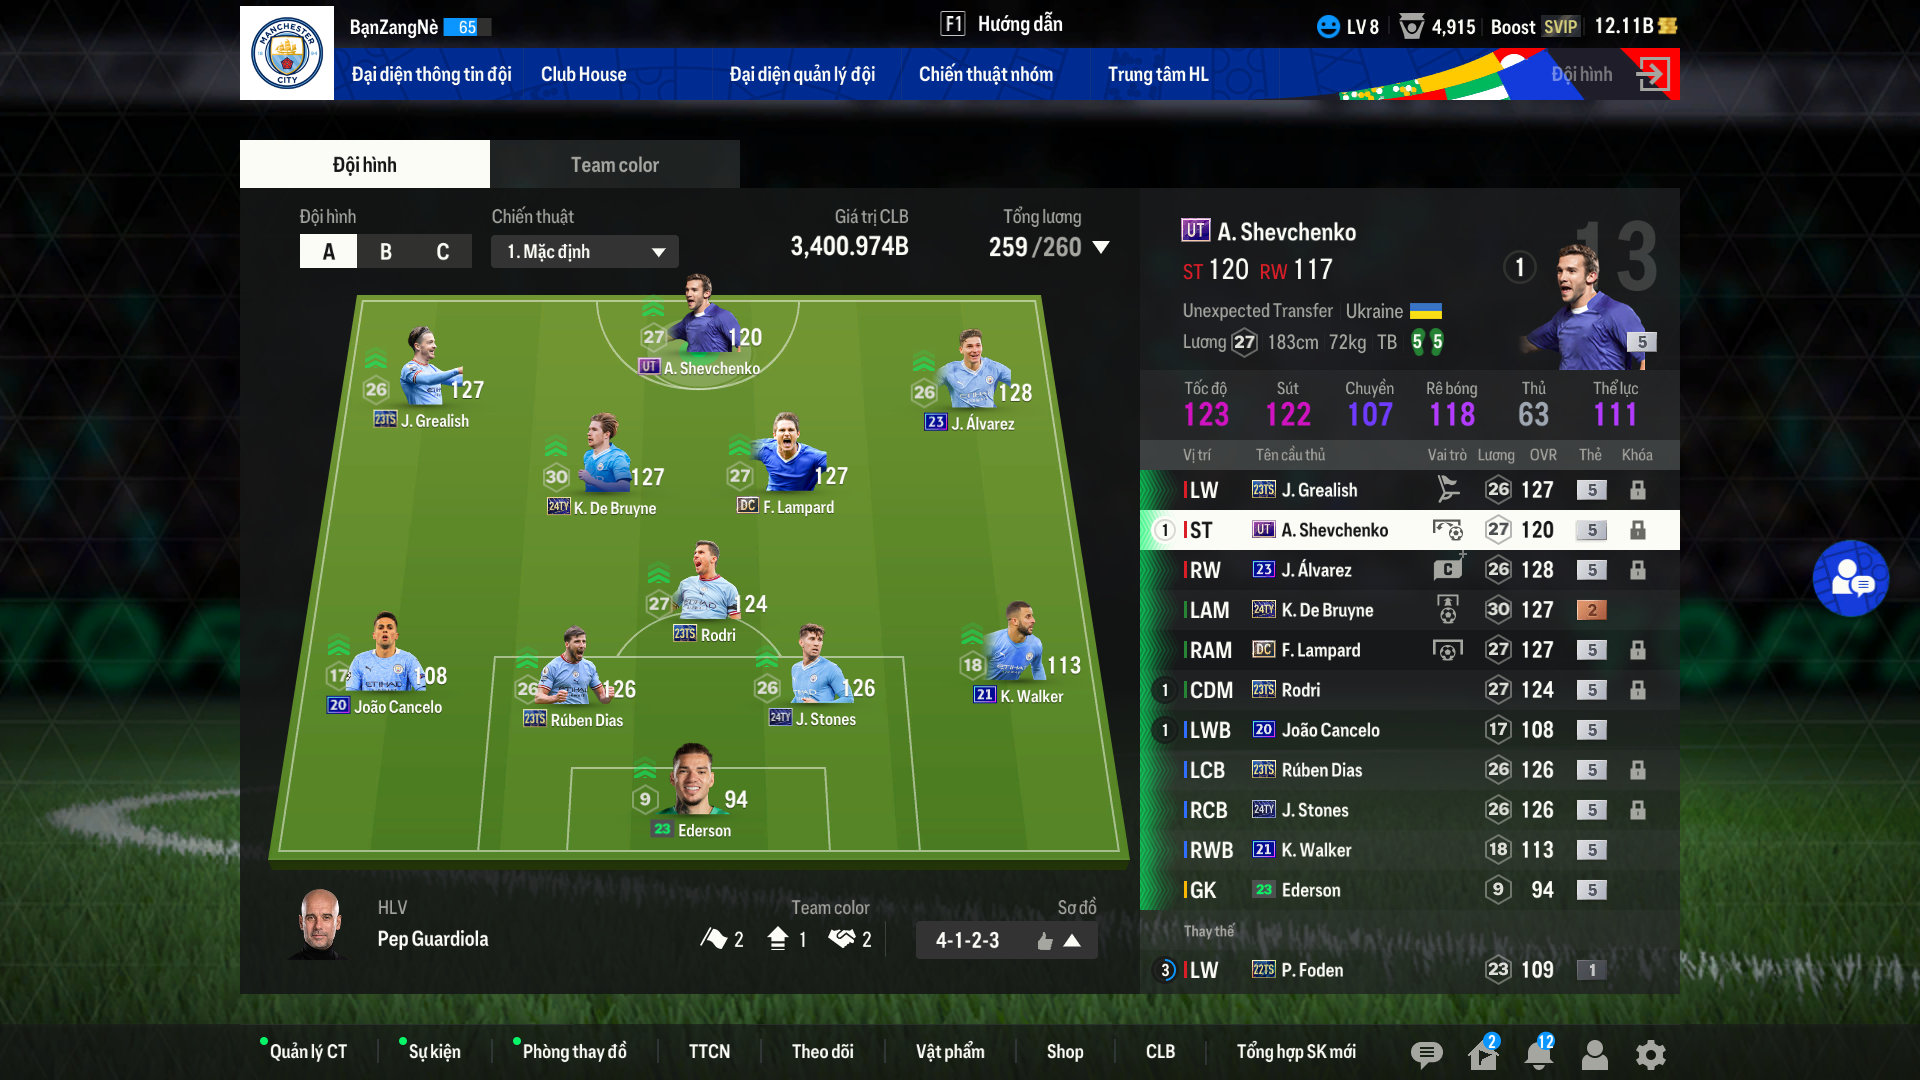 BạnZangNè 65
F1 Hướng dẫn
LV 8 4,915 Boost SVIP 12.11B
MANCHESTER CITY
Đại diện thông tin đội Club House Đại diện quản lý đội Chiến thuật nhóm Trung tâm HL Đội hình
Đội hình Team color
Đội hình Chiến thuật Giá trị CLB Tổng lương
A B C 1. Mặc định 3,400.974B 259 /260
27 120
UT A. Shevchenko
26 127
23TS J. Grealish
26 128
23 J. Álvarez
30 127
24TY K. De Bruyne
27 127
DC F. Lampard
27 124
23TS Rodri
17 108
20 João Cancelo
26 126
23TS Rúben Dias
26 126
24TY J. Stones
18 113
21 K. Walker
9 94
23 Ederson
HLV Team color Sơ đồ
Pep Guardiola 2 1 2 4-1-2-3
UT A. Shevchenko 13
ST 120 RW 117 1
Unexpected Transfer Ukraine
Lương 27 183cm 72kg TB 5 5 5
Tốc độ Sút Chuyền Rê bóng Thủ Thể lực
123 122 107 118 63 111
Vị trí Tên cầu thủ Vai trò Lương OVR Thẻ Khóa
LW 23TS J. Grealish 26 127 5
1 ST UT A. Shevchenko 27 120 5
RW 23 J. Álvarez C 26 128 5
LAM 24TY K. De Bruyne 30 127 2
RAM DC F. Lampard 27 127 5
1 CDM 23TS Rodri 27 124 5
1 LWB 20 João Cancelo 17 108 5
LCB 23TS Rúben Dias 26 126 5
RCB 24TY J. Stones 26 126 5
RWB 21 K. Walker 18 113 5
GK 23 Ederson 9 94 5
Thay thế
3 LW 22TS P. Foden 23 109 1
Quản lý CT Sự kiện Phòng thay đồ TTCN Theo dõi Vật phẩm Shop CLB Tổng hợp SK mới 2 12